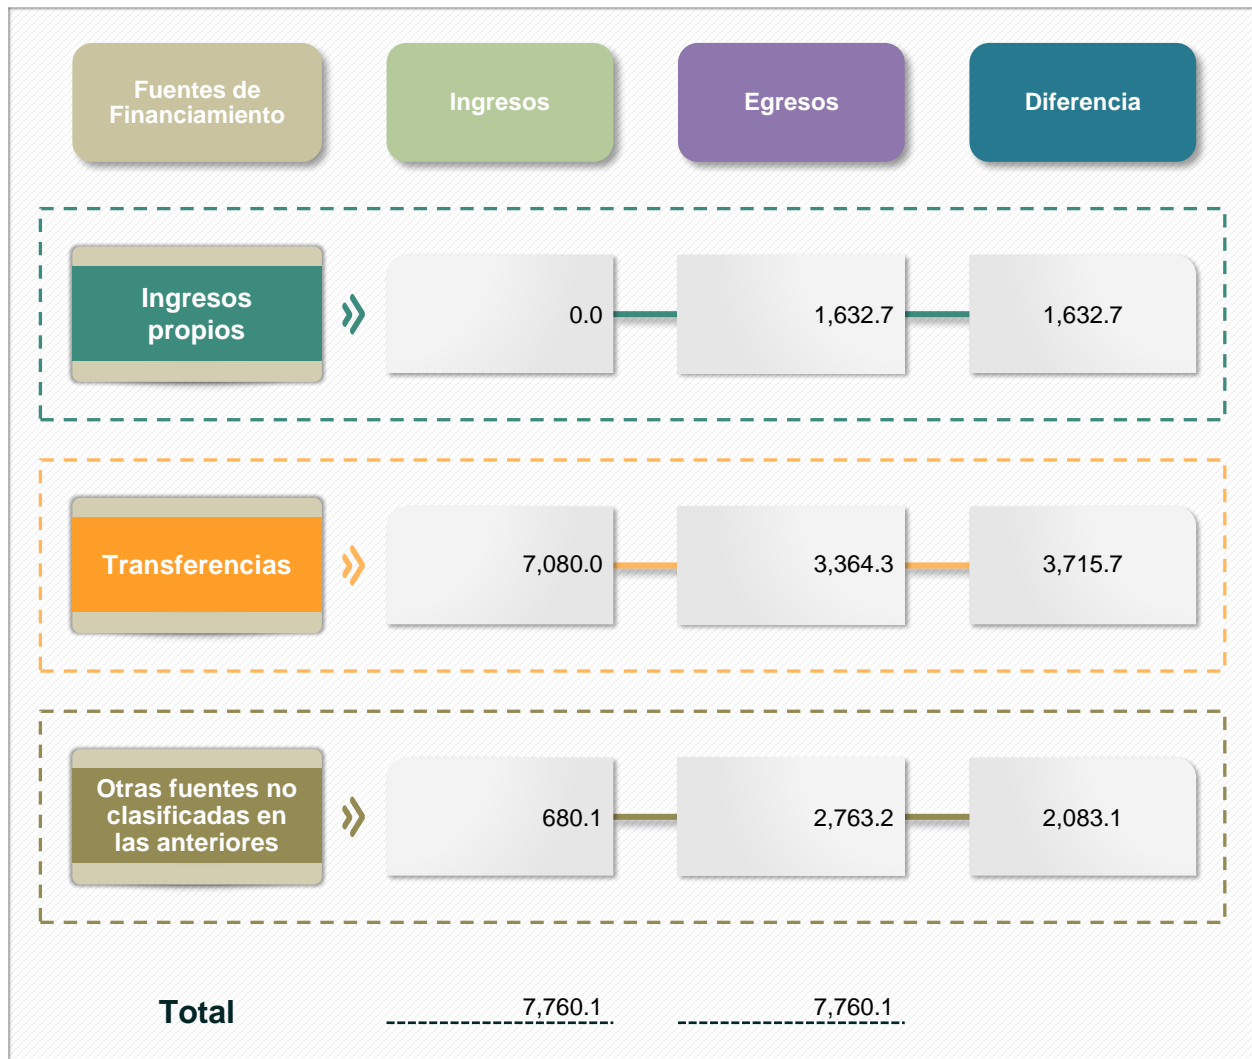 Fuentes de
Financiamiento
Ingresos
Egresos
Diferencia
Ingresos
propios
0.0
1,632.7
1,632.7
Transferencias
7,080.0
3,364.3
3,715.7
Otras fuentes no
clasificadas en
las anteriores
680.1
2,763.2
2,083.1
Total
7,760.1
7,760.1